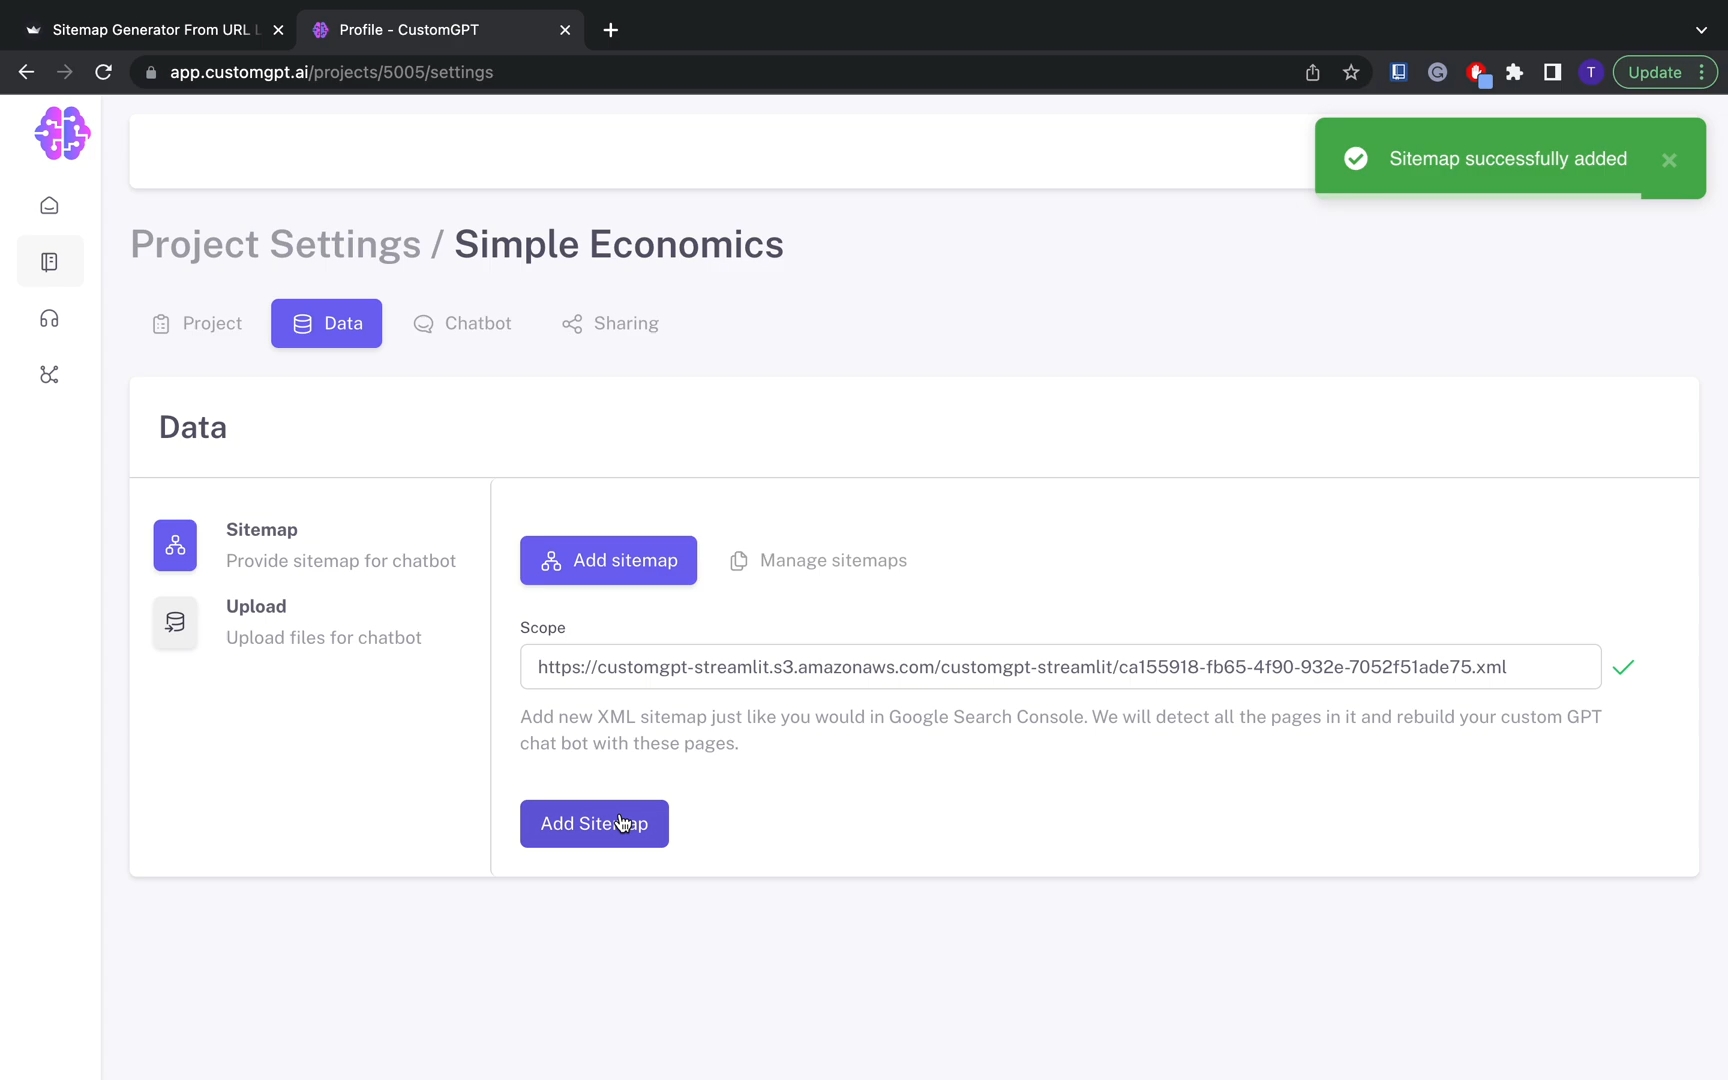 Sitemap Generator From URL
Profile - CustomGPT
app.customgpt.ai/projects/5005/settings
T
Update
Sitemap successfully added
Project Settings / Simple Economics
Project
Data
Chatbot
Sharing
Data
Sitemap
Provide sitemap for chatbot
Upload
Upload files for chatbot
Add sitemap
Manage sitemaps
Scope
https://customgpt-streamlit.s3.amazonaws.com/customgpt-streamlit/ca155918-fb65-4f90-932e-7052f51ade75.xml
Add new XML sitemap just like you would in Google Search Console. We will detect all the pages in it and rebuild your custom GPT
chat bot with these pages.
Add Sitemap